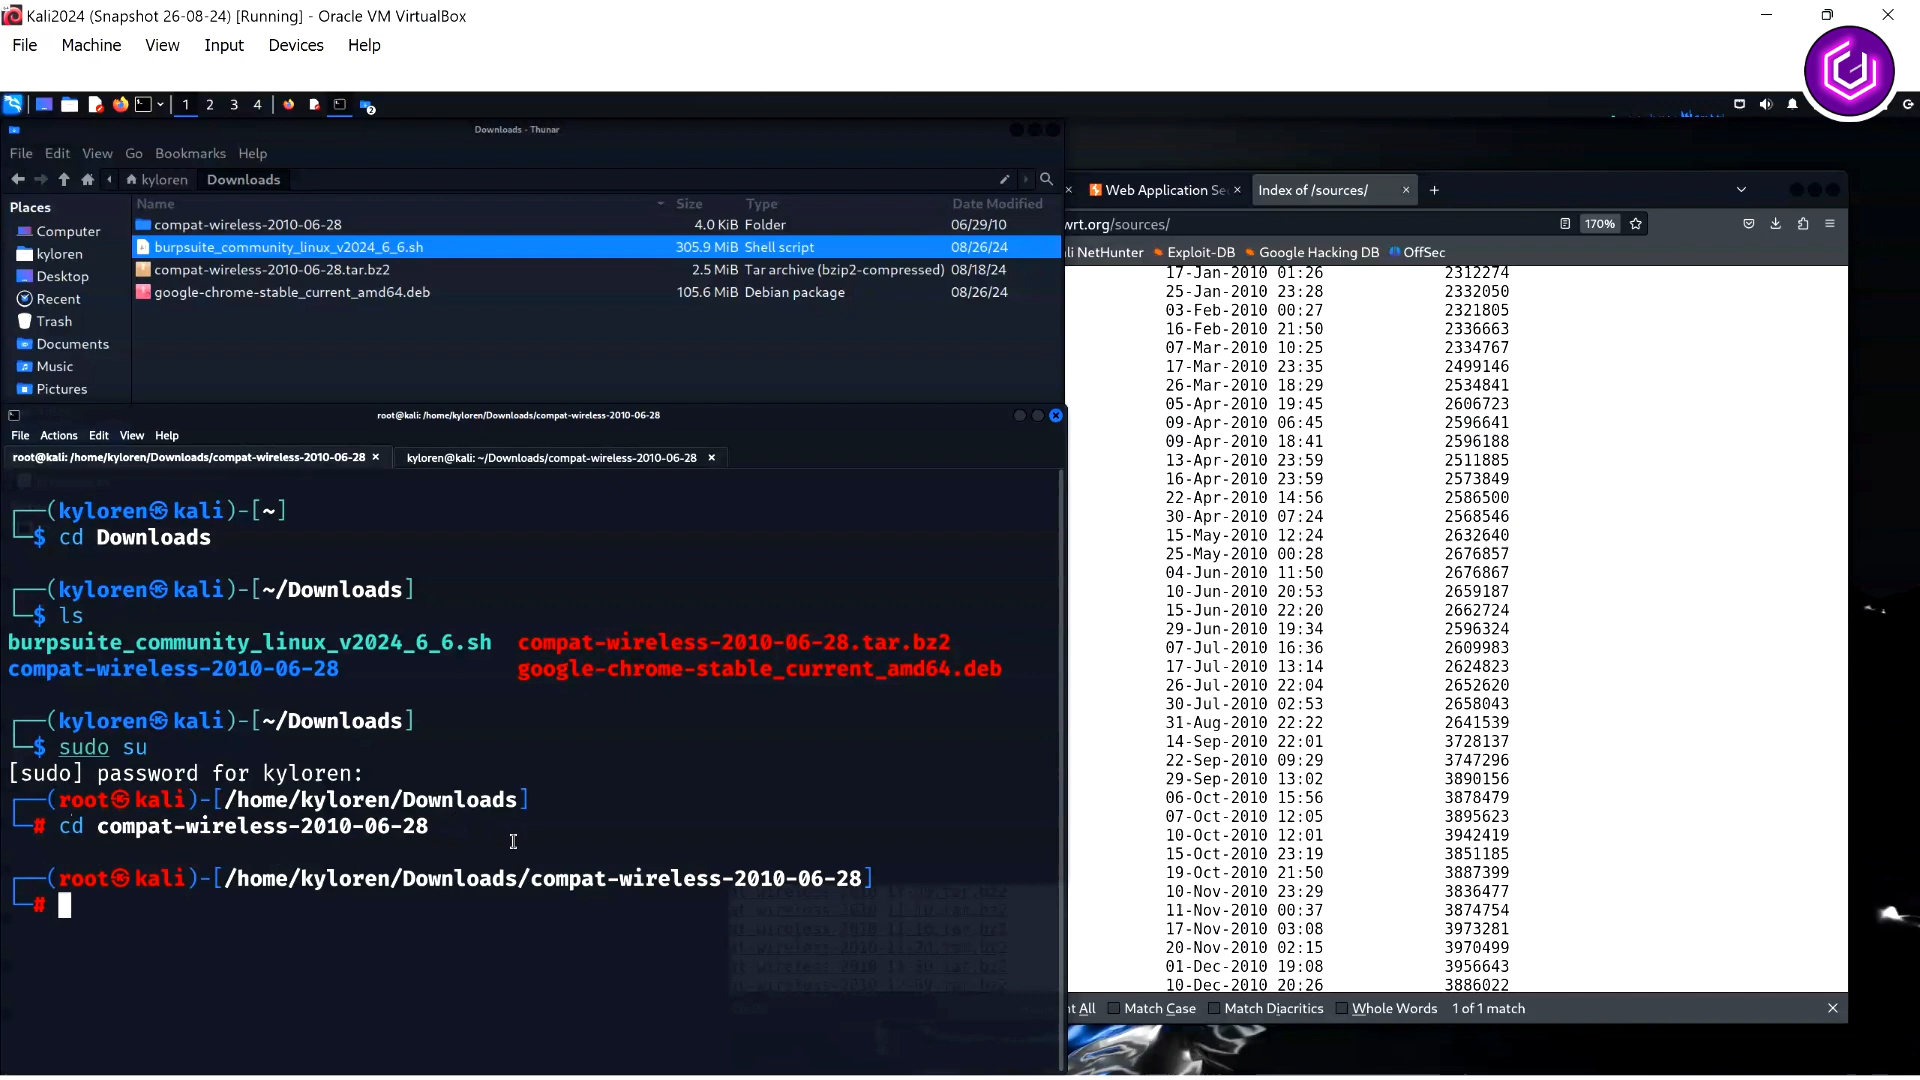 Kali2024 (Snapshot 26-08-24) [Running] - Oracle VM VirtualBox
File Machine View Input Devices Help
1 2 3 4
2
Downloads - Thunar
File Edit View Go Bookmarks Help
kyloren Downloads
Places
Computer
kyloren
Desktop
Recent
Trash
Documents
Music
Pictures
Name Size Type Date Modified
compat-wireless-2010-06-28 4.0 KiB Folder 06/29/10
burpsuite_community_linux_v2024_6_6.sh 305.9 MiB Shell script 08/26/24
compat-wireless-2010-06-28.tar.bz2 2.5 MiB Tar archive (bzip2-compressed) 08/18/24
google-chrome-stable_current_amd64.deb 105.6 MiB Debian package 08/26/24
root@kali: /home/kyloren/Downloads/compat-wireless-2010-06-28
File Actions Edit View Help
root@kali: /home/kyloren/Downloads/compat-wireless-2010-06-28 × kyloren@kali: ~/Downloads/compat-wireless-2010-06-28 ×
┌──(kyloren㉿kali)-[~]
└─$ cd Downloads
┌──(kyloren㉿kali)-[~/Downloads]
└─$ ls
burpsuite_community_linux_v2024_6_6.sh compat-wireless-2010-06-28.tar.bz2
compat-wireless-2010-06-28 google-chrome-stable_current_amd64.deb
┌──(kyloren㉿kali)-[~/Downloads]
└─$ sudo su
[sudo] password for kyloren:
┌──(root㉿kali)-[/home/kyloren/Downloads]
└─# cd compat-wireless-2010-06-28
┌──(root㉿kali)-[/home/kyloren/Downloads/compat-wireless-2010-06-28]
└─#
Web Application Se × Index of /sources/ × +
wrt.org/sources/ 170%
li NetHunter Exploit-DB Google Hacking DB OffSec
17-Jan-2010 01:26 2312274
25-Jan-2010 23:28 2332050
03-Feb-2010 00:27 2321805
16-Feb-2010 21:50 2336663
07-Mar-2010 10:25 2334767
17-Mar-2010 23:35 2499146
26-Mar-2010 18:29 2534841
05-Apr-2010 19:45 2606723
09-Apr-2010 06:45 2596641
09-Apr-2010 18:41 2596188
13-Apr-2010 23:59 2511885
16-Apr-2010 23:59 2573849
22-Apr-2010 14:56 2586500
30-Apr-2010 07:24 2568546
15-May-2010 12:24 2632640
25-May-2010 00:28 2676857
04-Jun-2010 11:50 2676867
10-Jun-2010 20:53 2659187
15-Jun-2010 22:20 2662724
29-Jun-2010 19:34 2596324
07-Jul-2010 16:36 2609983
17-Jul-2010 13:14 2624823
26-Jul-2010 22:04 2652620
30-Jul-2010 02:53 2658043
31-Aug-2010 22:22 2641539
14-Sep-2010 22:01 3728137
22-Sep-2010 09:29 3747296
29-Sep-2010 13:02 3890156
06-Oct-2010 15:56 3878479
07-Oct-2010 12:05 3895623
10-Oct-2010 12:01 3942419
15-Oct-2010 23:19 3851185
19-Oct-2010 21:50 3887399
10-Nov-2010 23:29 3836477
11-Nov-2010 00:37 3874754
17-Nov-2010 03:08 3973281
20-Nov-2010 02:15 3970499
01-Dec-2010 19:08 3956643
10-Dec-2010 20:26 3886022
t All Match Case Match Diacritics Whole Words 1 of 1 match